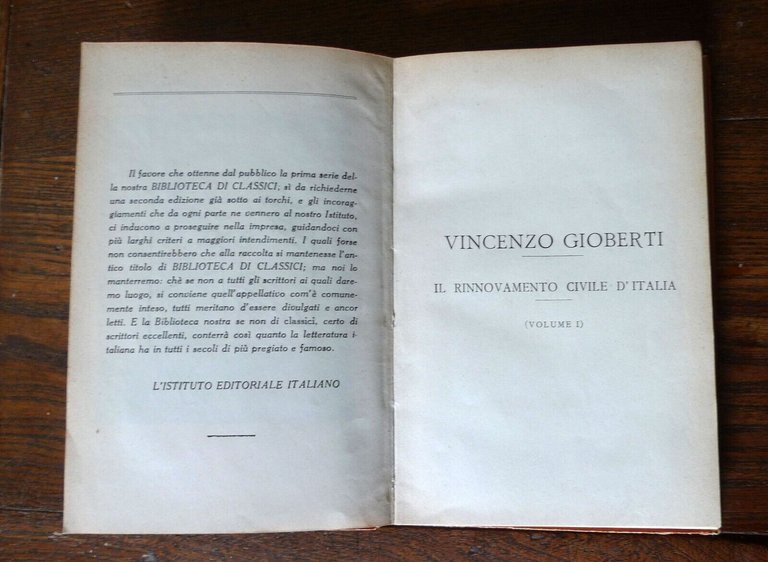 Il favore che ottenne dal pubblico la prima serie del-
la nostra BIBLIOTECA DI CLASSICI, sì da richiederne
una seconda edizione già sotto ai torchi, e gli incorag-
giamenti che da ogni parte ne vennero al nostro Istituto,
ci inducono a proseguire nella impresa, guidandoci con
più larghi criteri a maggiori intendimenti. I quali forse
non consentirebbero che alla raccolta si mantenesse l'an-
tico titolo di BIBLIOTECA DI CLASSICI; ma noi lo
manterremo: chè se non a tutti gli scrittori ai quali dare-
mo luogo, si conviene quell'appellativo com'è comune-
mente inteso, tutti meritano d'essere divulgati e ancor
letti. E la Biblioteca nostra se non di classici, certo di
scrittori eccellenti, conterrà così quanto la letteratura i-
taliana ha in tutti i secoli di più pregiato e famoso.
L'ISTITUTO EDITORIALE ITALIANO
VINCENZO GIOBERTI
IL RINNOVAMENTO CIVILE D'ITALIA
(VOLUME I)